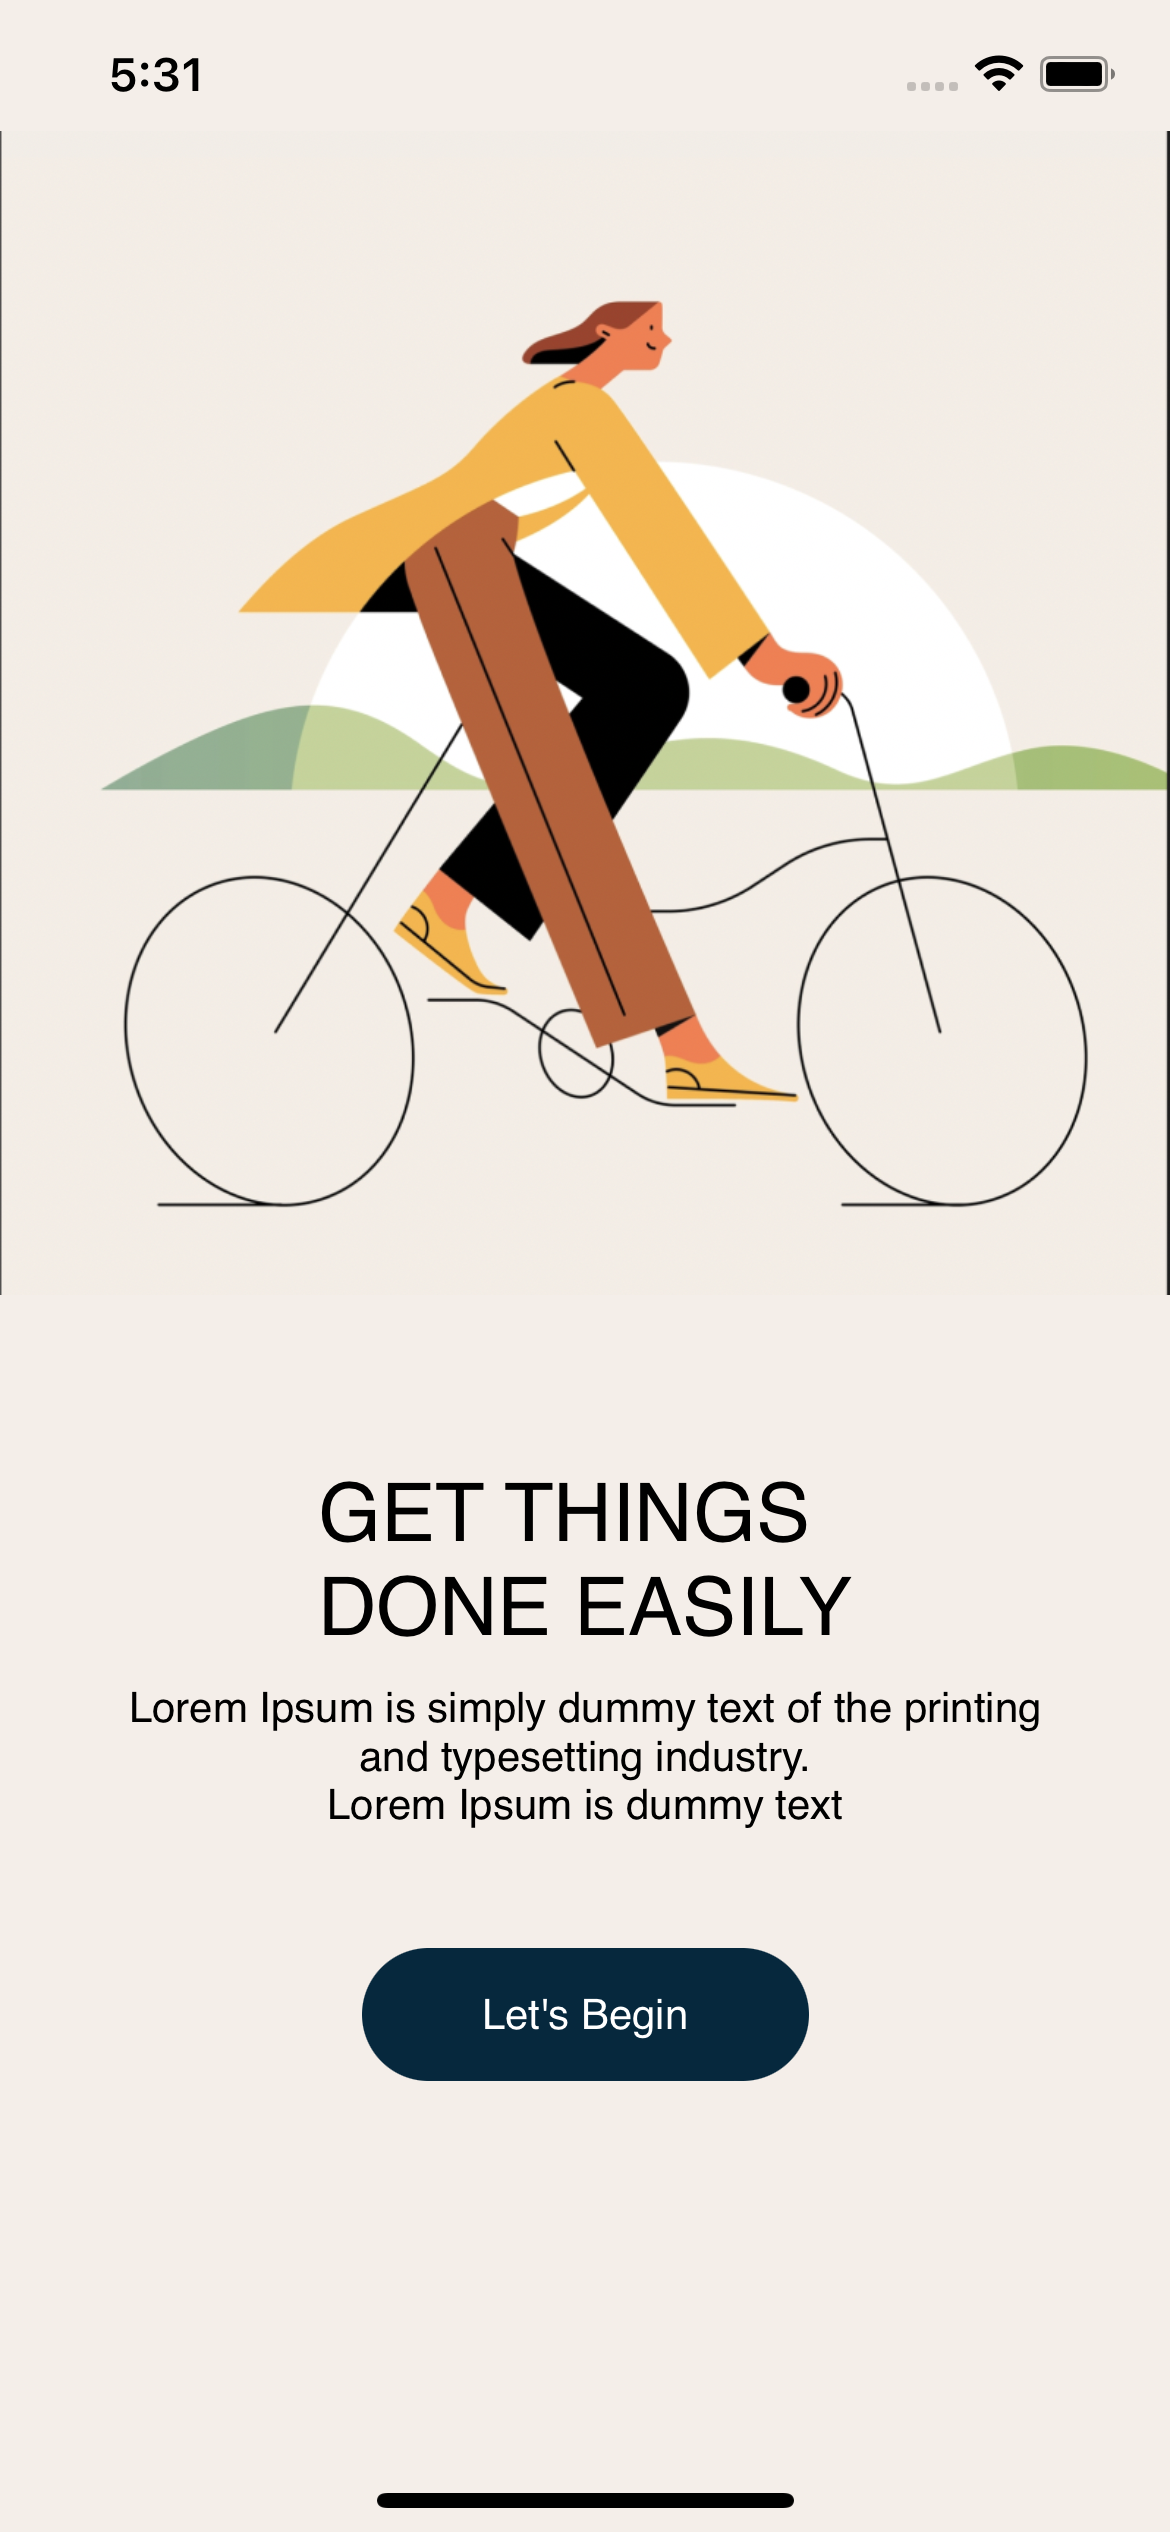 5:31
GET THINGS
DONE EASILY
Lorem Ipsum is simply dummy text of the printing
and typesetting industry.
Lorem Ipsum is dummy text
Let's Begin